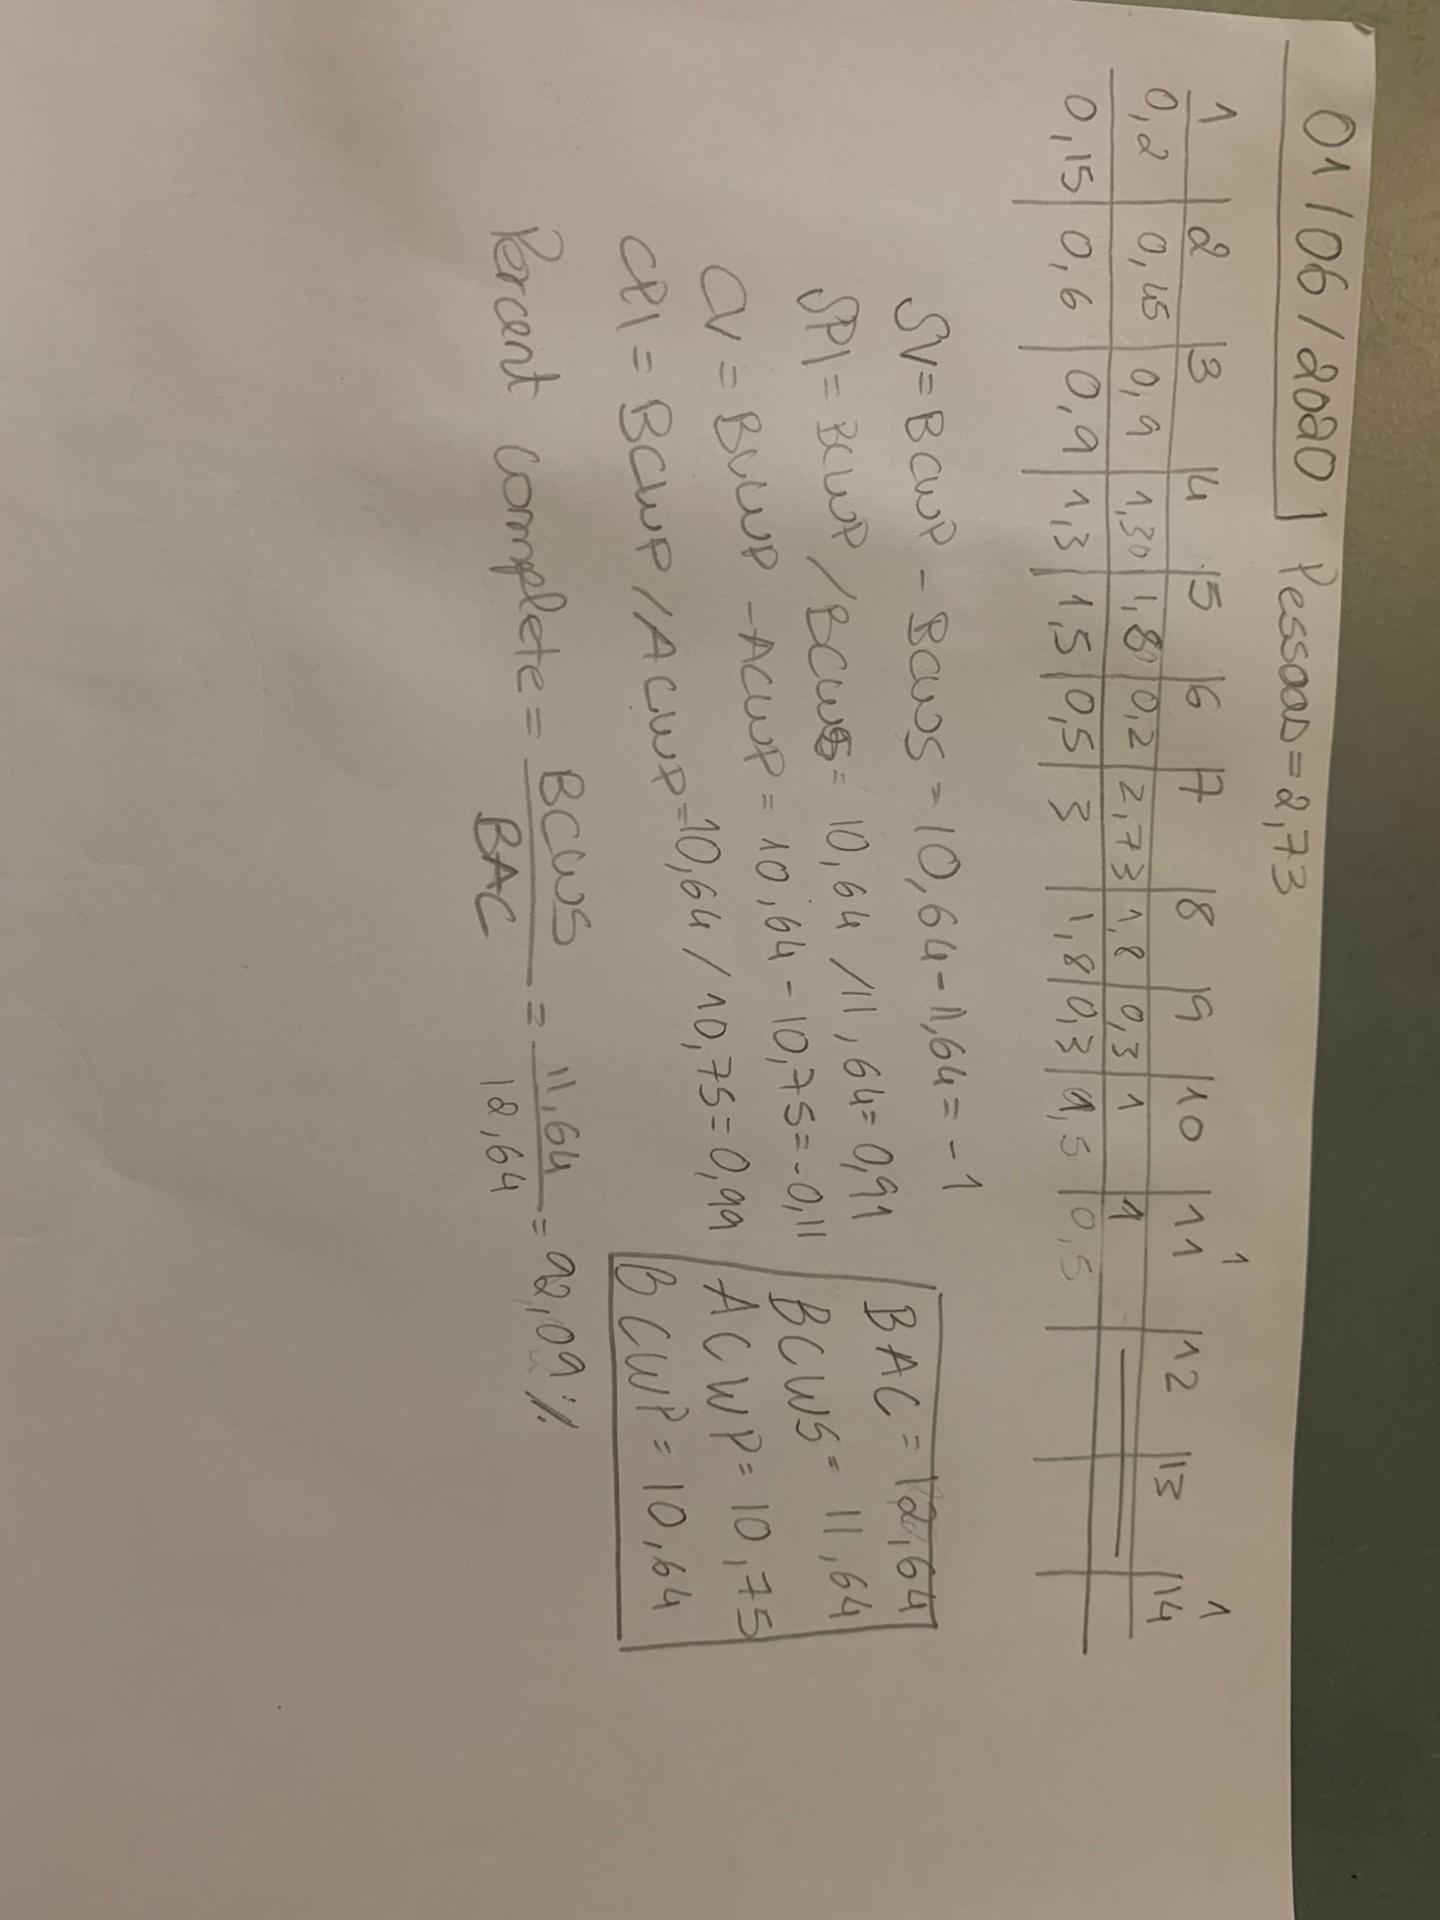 01/06/2020 Pessoas=2,73
1 1
1 2 3 4 5 6 7 8 9 10 11 12 13 14
0,2 0,45 0,9 1,30 1,80 0,2 2,73 1,8 0,3 1 1
0,15 0,6 0,9 1,3 1,5 0,5 3 1,8 0,3 0,5
SV=BCWP - BCWS = 10,64-11,64= -1
SPI= BCWP /BCWS= 10,64 /11,64= 0,91
CV = BCWP -ACWP= 10,64 - 10,75=-0,11
CPI = BCWP /ACWP=10,64 / 10,75= 0,99
BAC= 12,64
BCWS= 11,64
ACWP= 10,75
BCWP= 10,64
Percent complete= BCWS = 11,64 = 92,09 %
BAC 12,64